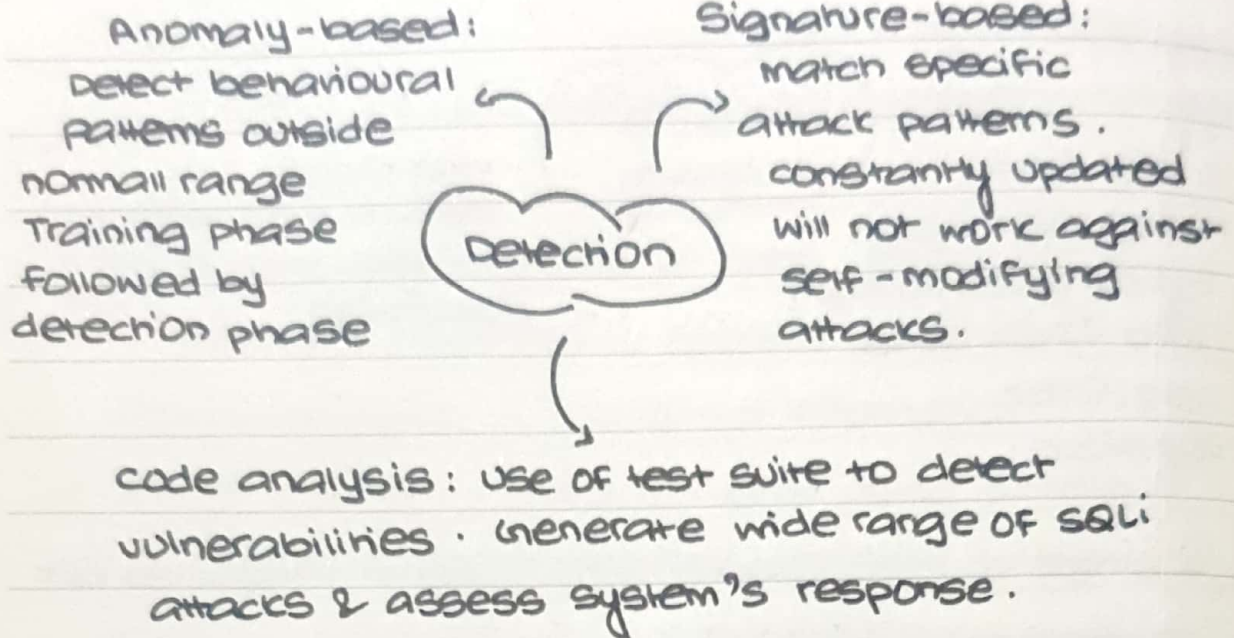 Anomaly-based:
Detect behavioural
patterns outside
normall range
Training phase
followed by
detection phase
Signature-based:
match specific
attack patterns.
constantly updated
will not work against
self-modifying
attacks.
Detection
code analysis: use of test suite to detect
vulnerabilities. Generate wide range of SQLi
attacks & assess system's response.